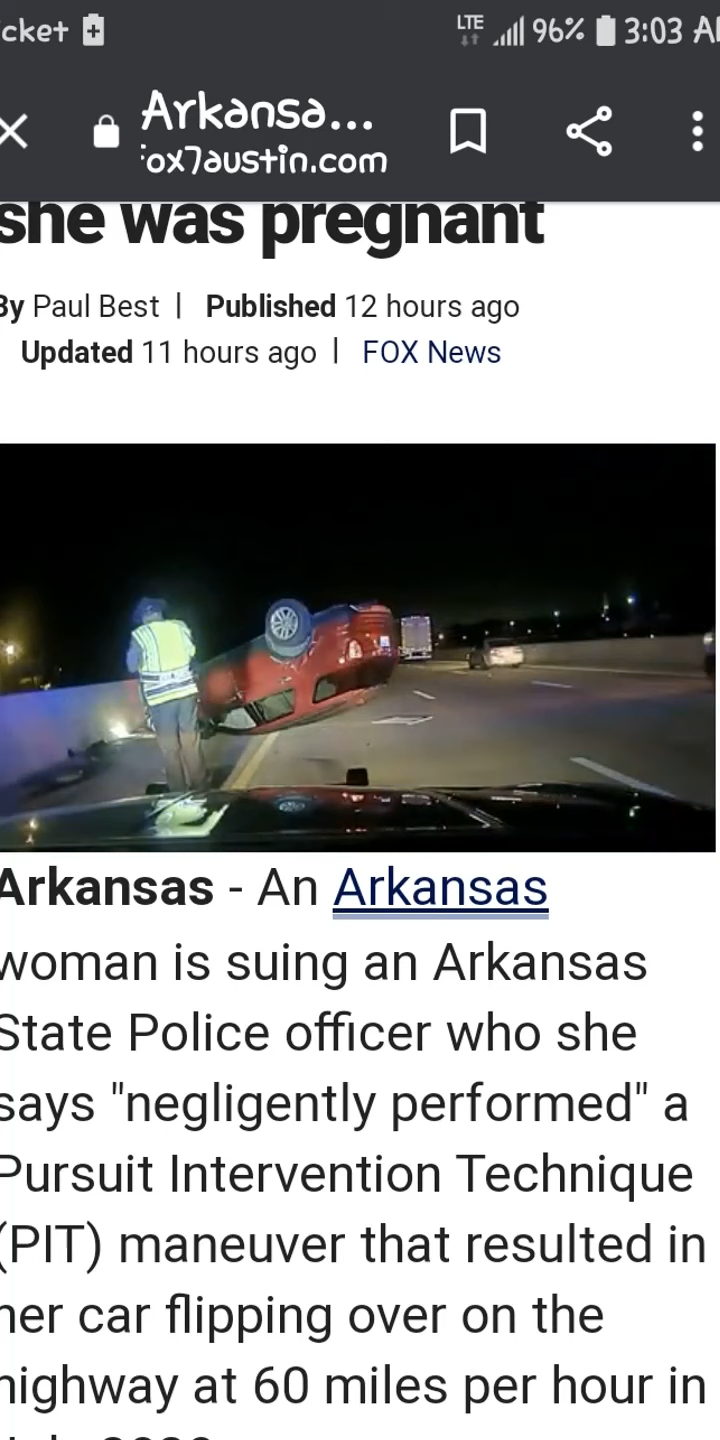 cket
LTE 96% 3:03 A
Arkansa...
ox7austin.com
she was pregnant
By Paul Best | Published 12 hours ago
Updated 11 hours ago | FOX News
Arkansas - An Arkansas
woman is suing an Arkansas
State Police officer who she
says "negligently performed" a
Pursuit Intervention Technique
(PIT) maneuver that resulted in
her car flipping over on the
highway at 60 miles per hour in